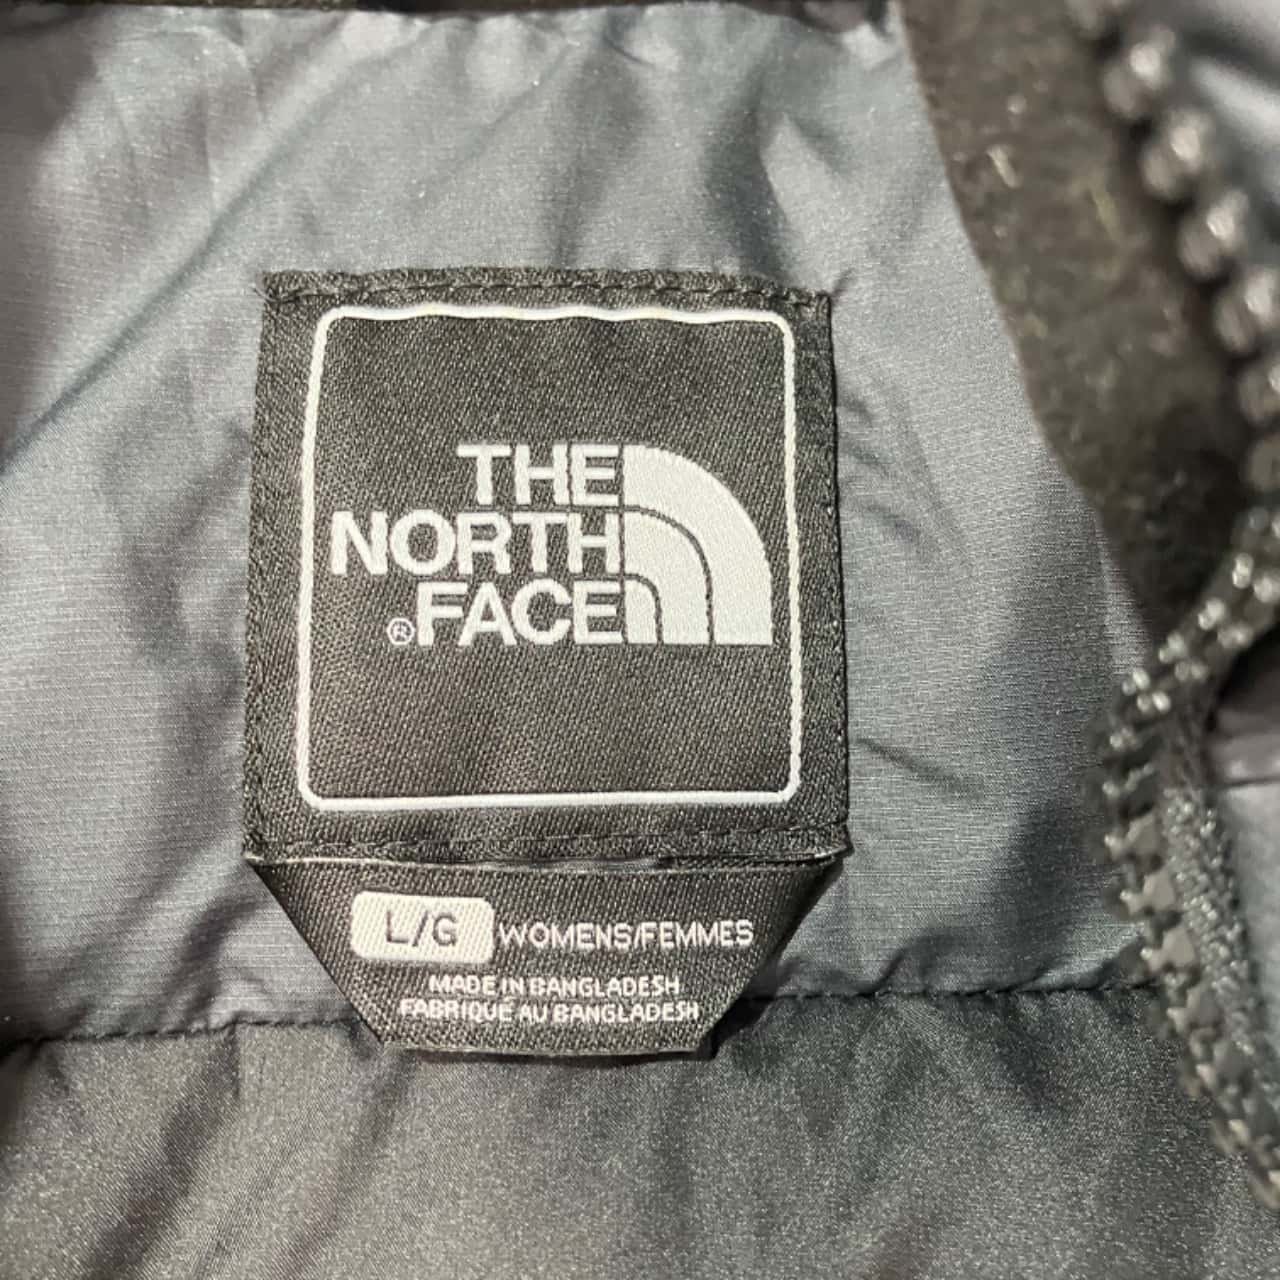 THE
NORTH
®FACE
L/G WOMENS/FEMMES
MADE IN BANGLADESH
FABRIQUÉ AU BANGLADESH